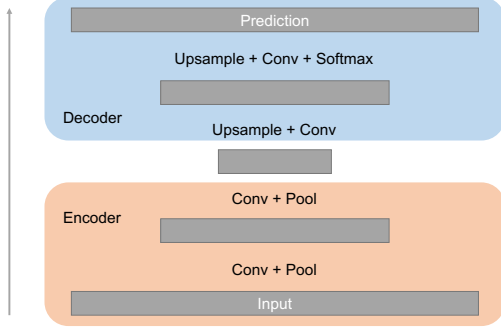 Prediction
Upsample + Conv + Softmax
Decoder
Upsample + Conv
Conv + Pool
Encoder
Conv + Pool
Input